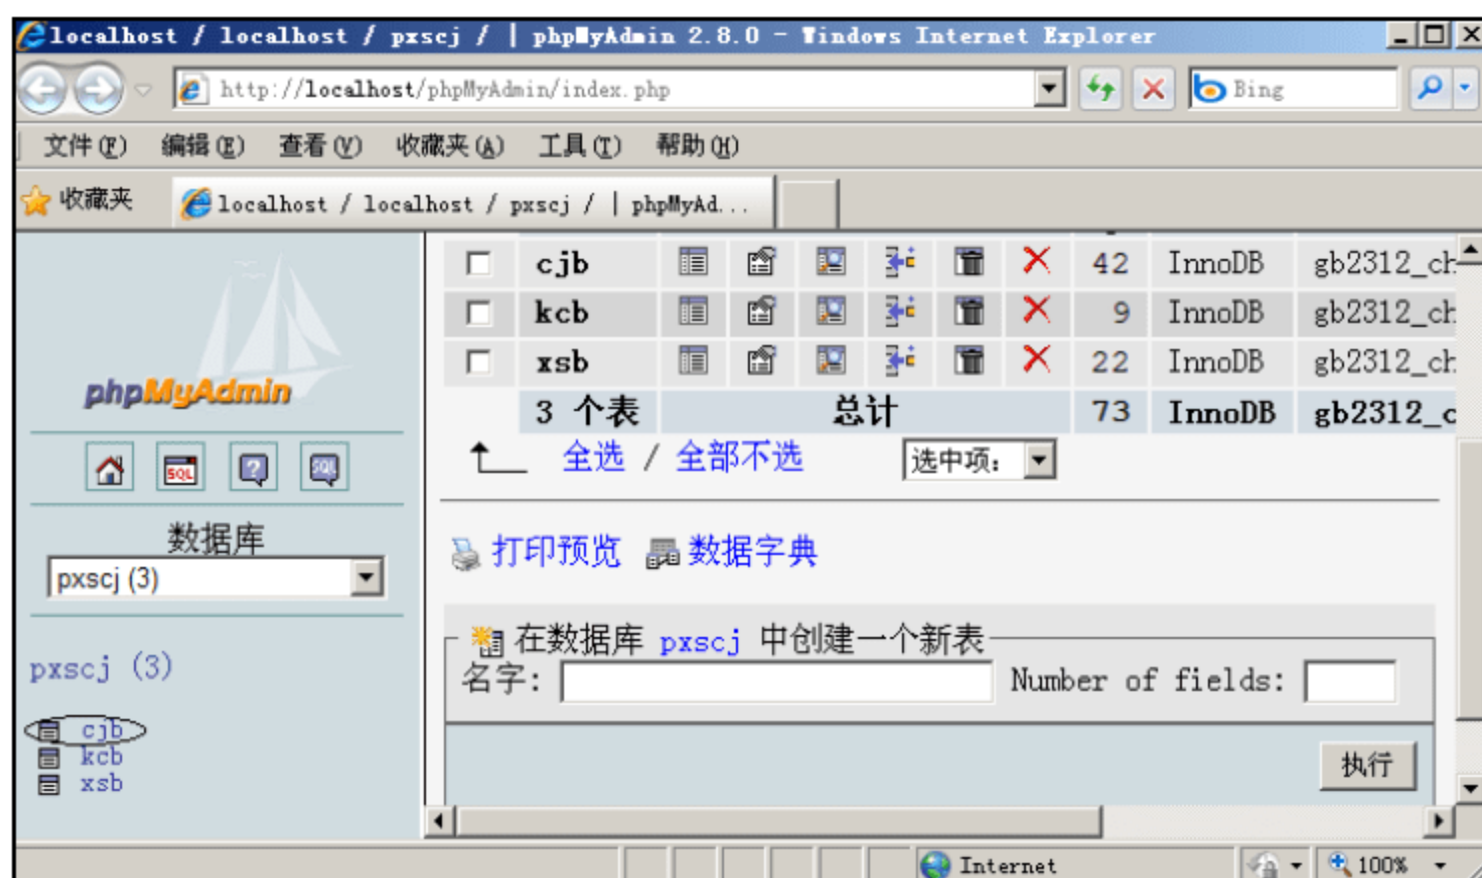 localhost / localhost / pxscj / | phpMyAdmin 2.8.0 - Windows Internet Explorer
http://localhost/phpMyAdmin/index.php
Bing
文件(F) 编辑(E) 查看(V) 收藏夹(A) 工具(T) 帮助(H)
收藏夹
localhost / localhost / pxscj / | phpMyAd...
phpMyAdmin
SQL
?
SQL
数据库
pxscj (3)
pxscj (3)
cjb
kcb
xsb
cjb 42 InnoDB gb2312_ch
kcb 9 InnoDB gb2312_ch
xsb 22 InnoDB gb2312_ch
3 个表 总计 73 InnoDB gb2312_c
全选 / 全部不选 选中项:
打印预览 数据字典
在数据库 pxscj 中创建一个新表
名字: Number of fields:
执行
Internet 100%